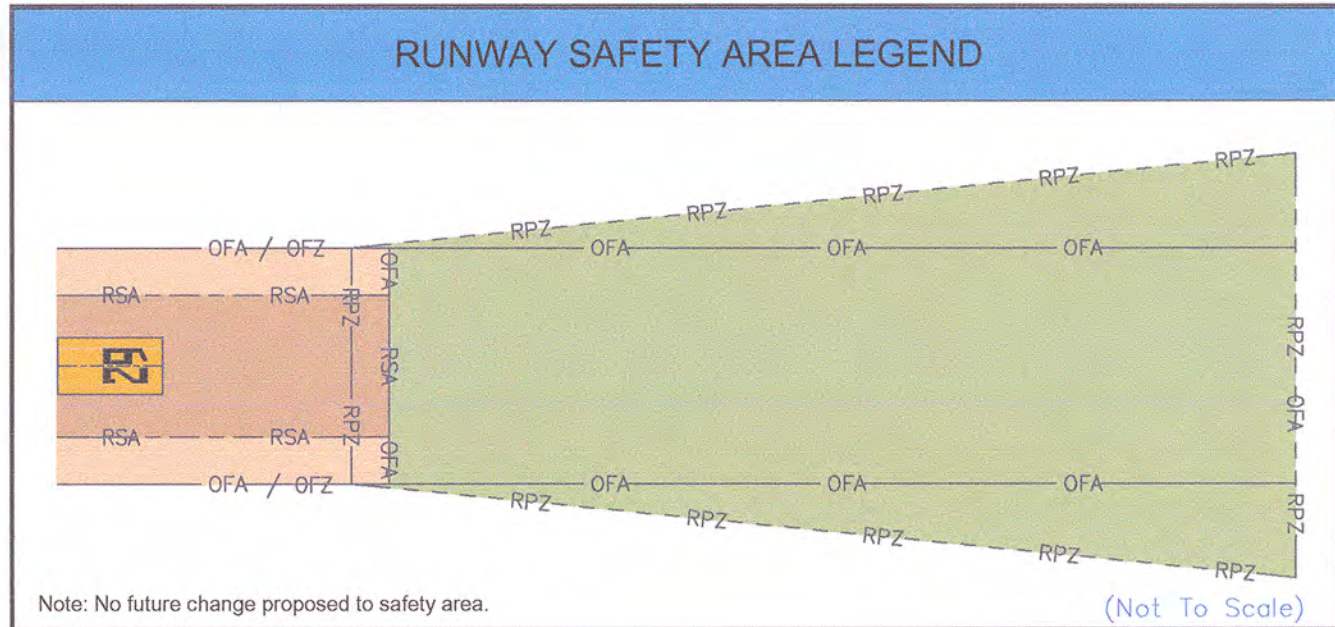 RUNWAY SAFETY AREA LEGEND
RPZ
RPZ
RPZ
RPZ
RPZ
OFA / OFZ
OFA
OFA
OFA
OFA
RSA
RSA
RPZ
29
RSA
RPZ
RPZ
OFA
RSA
RSA
OFA
OFA / OFZ
OFA
OFA
OFA
RPZ
RPZ
RPZ
RPZ
RPZ
RPZ
Note: No future change proposed to safety area.
(Not To Scale)